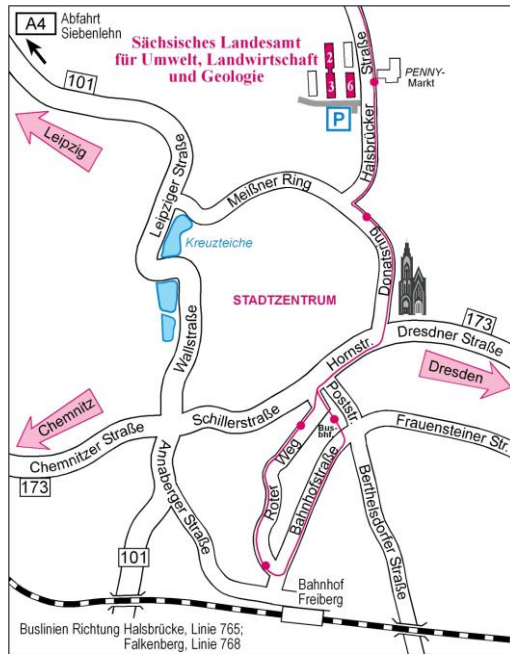 A4
Abfahrt
Siebenlehn
Sächsisches Landesamt
für Umwelt, Landwirtschaft
und Geologie
2
3
6
PENNY-
Markt
P
Halsbrücker Straße
101
Leipzig
Leipziger Straße
Meißner Ring
Kreuzteiche
Donatsring
STADTZENTRUM
Wallstraße
Hornstr.
173
Dresdner Straße
Dresden
Chemnitz
Schillerstraße
Poststr.
Chemnitzer Straße
173
Bus-
bhf.
Frauensteiner Str.
Roter Weg
Bahnhofstraße
Annaberger Straße
Berthelsdorfer Straße
101
Bahnhof
Freiberg
Buslinien Richtung Halsbrücke, Linie 765;
Falkenberg, Linie 768